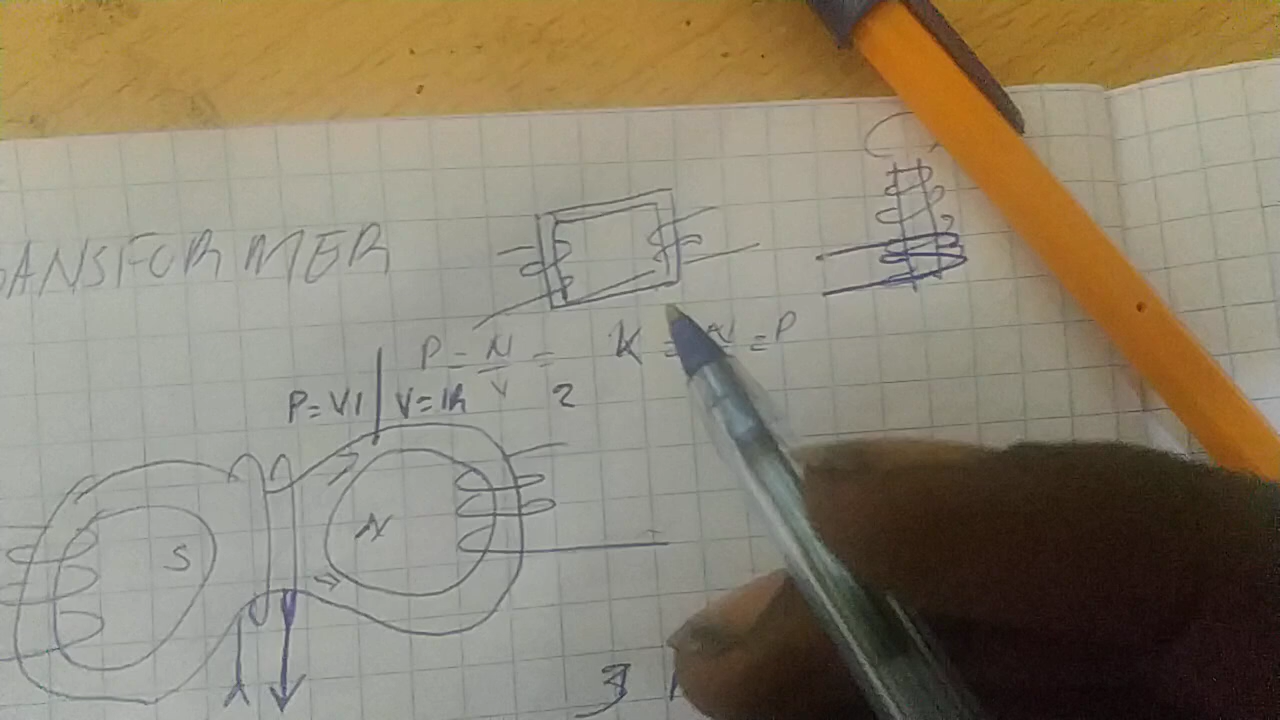 ANSFORMER
P = N/V =
K = = P
P=VI | V=IR
2
S
N
3